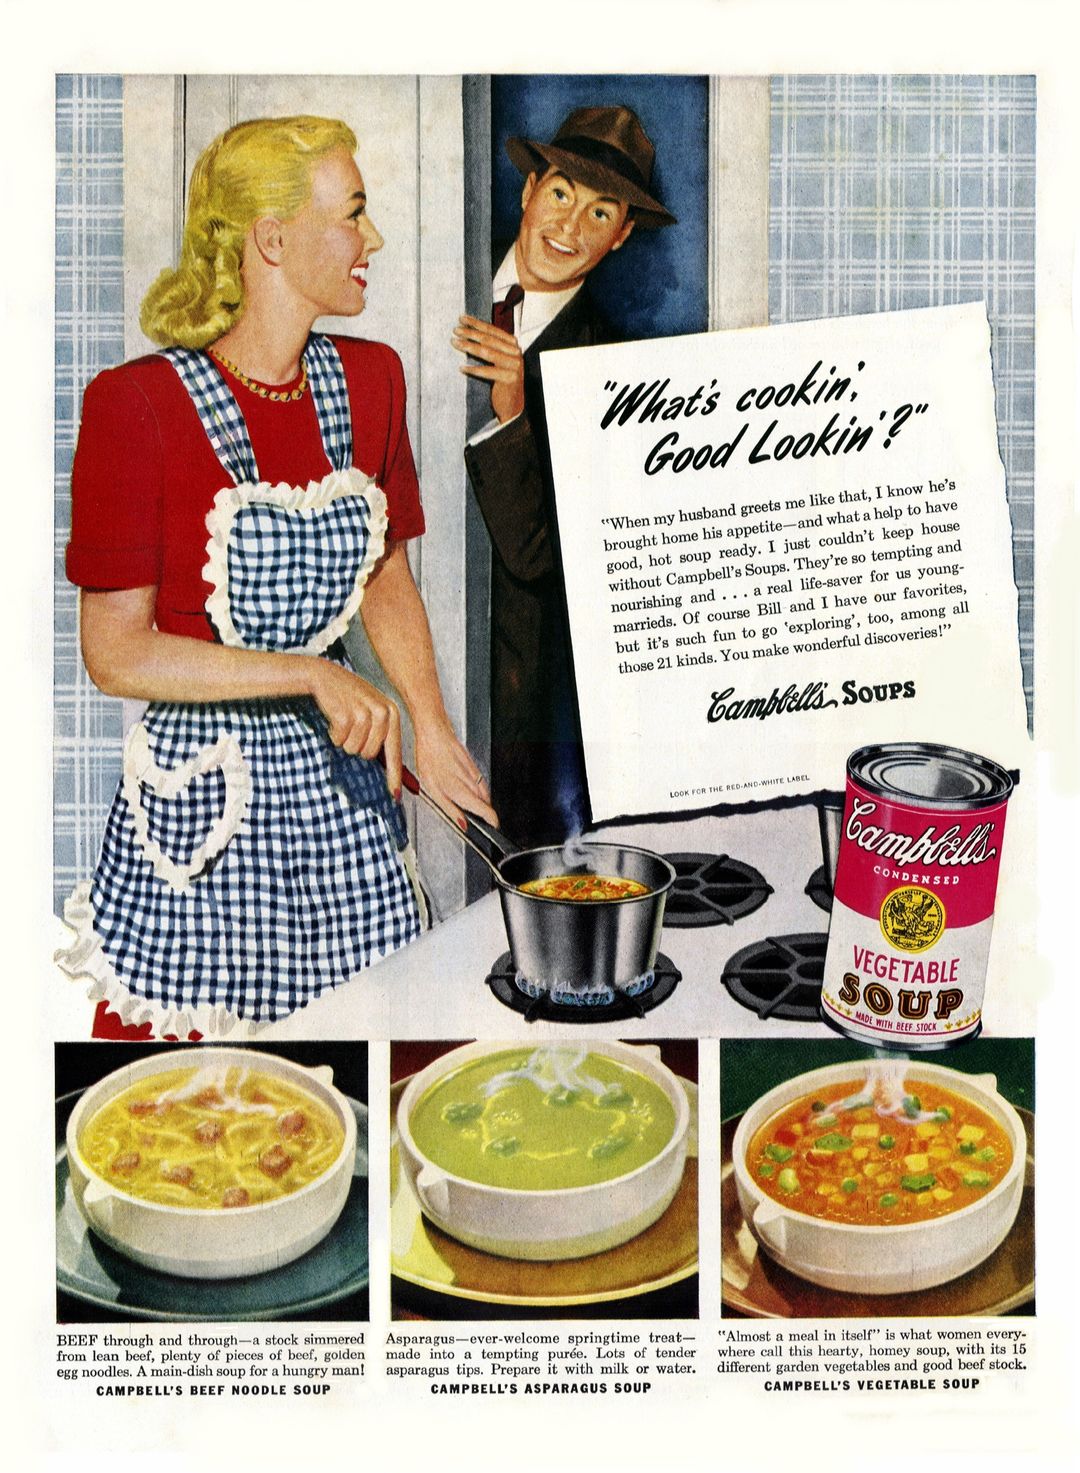 "What's cookin',
Good Lookin'?"
"When my husband greets me like that, I know he's
brought home his appetite—and what a help to have
good, hot soup ready. I just couldn't keep house
without Campbell's Soups. They're so tempting and
nourishing and . . . a real life-saver for us young-
marrieds. Of course Bill and I have our favorites,
but it's such fun to go 'exploring', too, among all
those 21 kinds. You make wonderful discoveries!"
Campbell's SOUPS
LOOK FOR THE RED-AND-WHITE LABEL
Campbell's
CONDENSED
VEGETABLE
SOUP
MADE WITH BEEF STOCK
BEEF through and through—a stock simmered
from lean beef, plenty of pieces of beef, golden
egg noodles. A main-dish soup for a hungry man!
CAMPBELL'S BEEF NOODLE SOUP
Asparagus—ever-welcome springtime treat—
made into a tempting purée. Lots of tender
asparagus tips. Prepare it with milk or water.
CAMPBELL'S ASPARAGUS SOUP
"Almost a meal in itself" is what women every-
where call this hearty, homey soup, with its 15
different garden vegetables and good beef stock.
CAMPBELL'S VEGETABLE SOUP